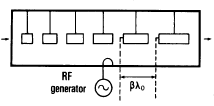 RF
generator
βλ₀